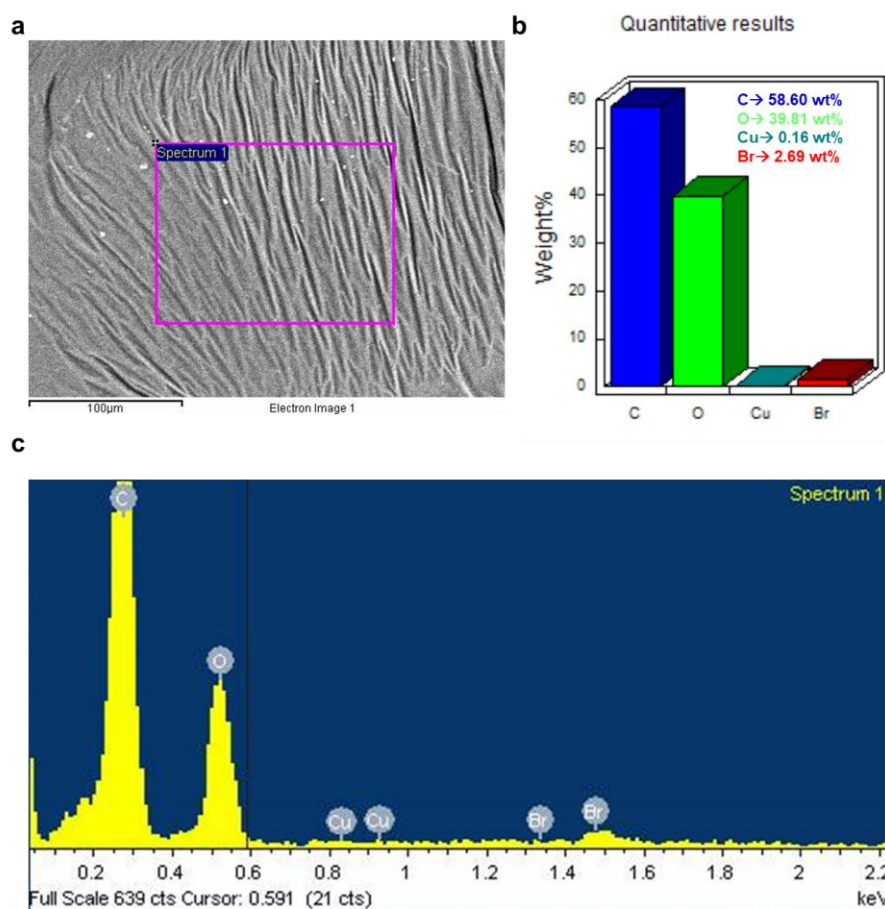 a
Spectrum 1
100µm
Electron Image 1
b
Quantitative results
C→ 58.60 wt%
O→ 39.81 wt%
Cu→ 0.16 wt%
Br→ 2.69 wt%
Weight%
60
50
40
30
20
10
0
C O Cu Br
c
Spectrum 1
C
O
Cu Cu Br Br
0.2 0.4 0.6 0.8 1 1.2 1.4 1.6 1.8 2 2.2
Full Scale 639 cts Cursor: 0.591 (21 cts) keV